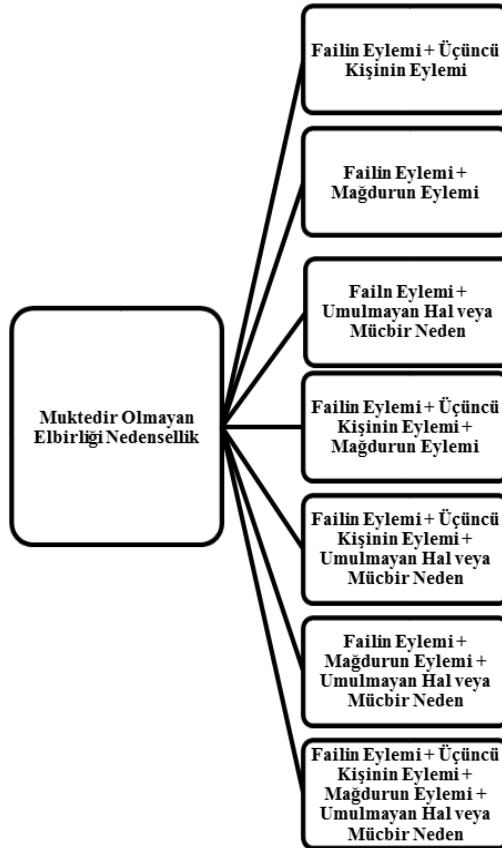 Failin Eylemi + Üçüncü
Kişinin Eylemi
Failin Eylemi +
Mağdurun Eylemi
Failn Eylemi +
Umulmayan Hal veya
Mücbir Neden
Muktedir Olmayan
Elbirliği Nedensellik
Failin Eylemi + Üçüncü
Kişinin Eylemi +
Mağdurun Eylemi
Failin Eylemi + Üçüncü
Kişinin Eylemi +
Umulmayan Hal veya
Mücbir Neden
Failin Eylemi +
Mağdurun Eylemi +
Umulmayan Hal veya
Mücbir Neden
Failin Eylemi + Üçüncü
Kişinin Eylemi +
Mağdurun Eylemi +
Umulmayan Hal veya
Mücbir Neden